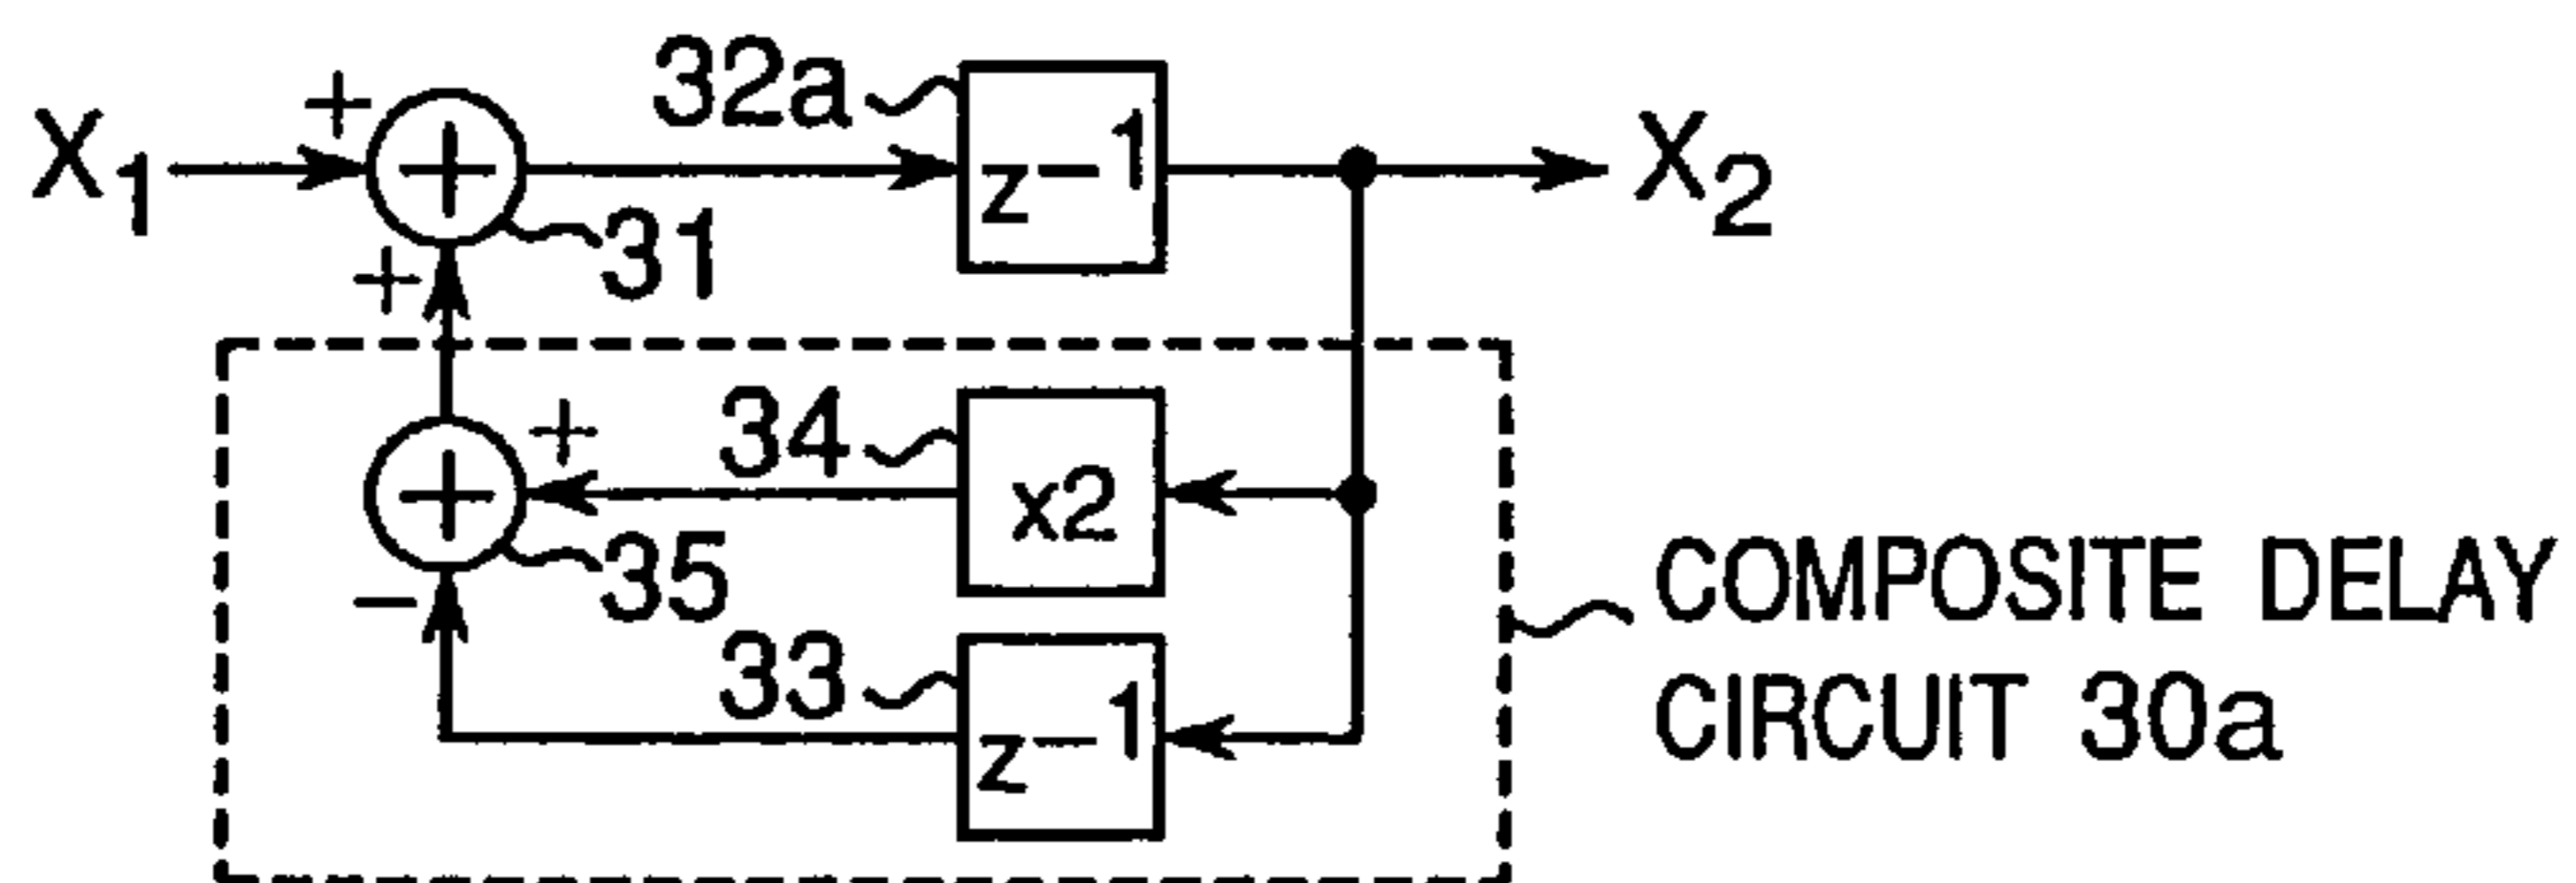 X₁
+
+
31
+
32a
z⁻¹
X₂
34
+
x2
+
35
−
33
z⁻¹
COMPOSITE DELAY
CIRCUIT 30a